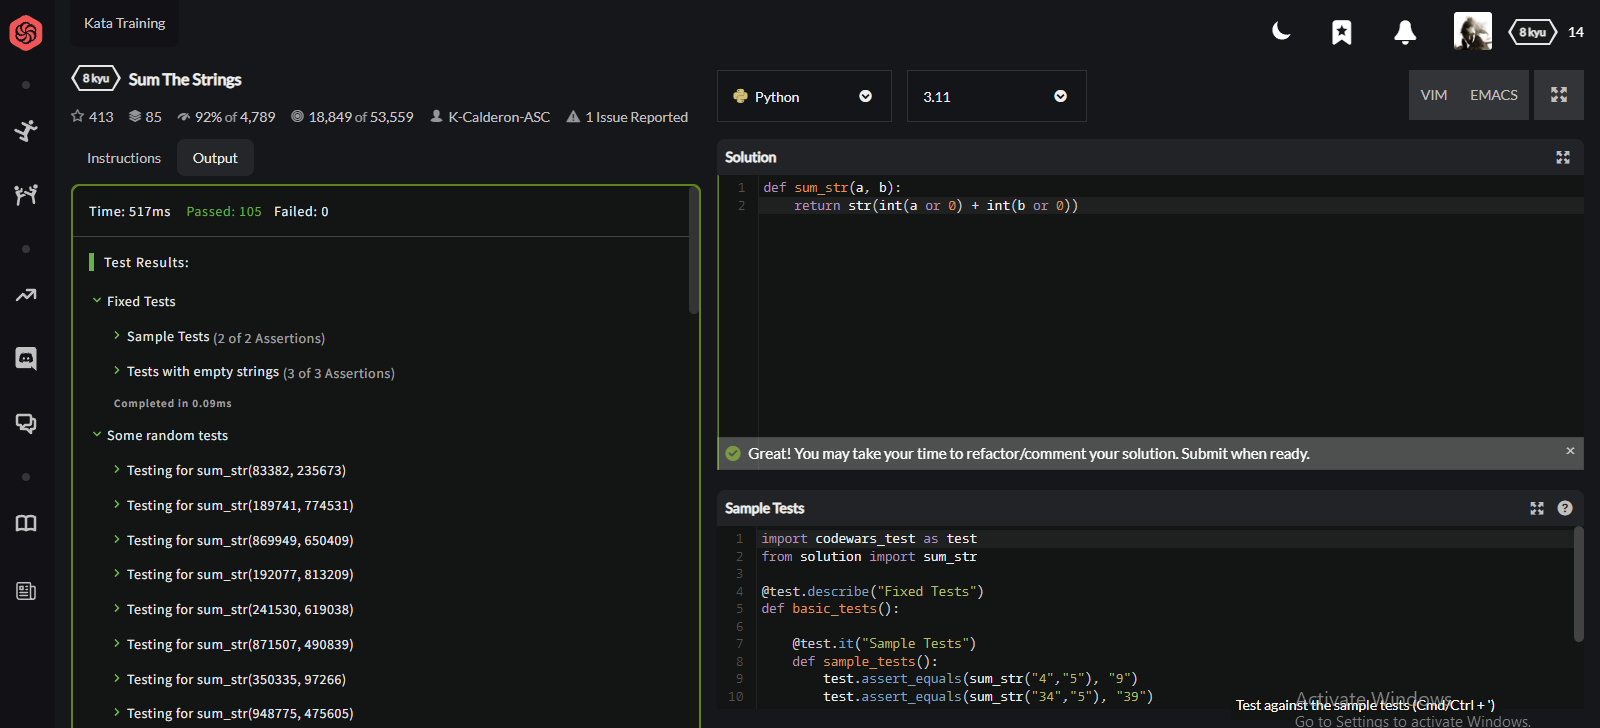 Kata Training
8 kyu 14
8 kyu Sum The Strings
413 85 92% of 4,789 18,849 of 53,559 K-Calderon-ASC 1 Issue Reported
Instructions Output
Time: 517ms Passed: 105 Failed: 0
Test Results:
Fixed Tests
Sample Tests (2 of 2 Assertions)
Tests with empty strings (3 of 3 Assertions)
Completed in 0.09ms
Some random tests
Testing for sum_str(83382, 235673)
Testing for sum_str(189741, 774531)
Testing for sum_str(869949, 650409)
Testing for sum_str(192077, 813209)
Testing for sum_str(241530, 619038)
Testing for sum_str(871507, 490839)
Testing for sum_str(350335, 97266)
Testing for sum_str(948775, 475605)
Python 3.11 VIM EMACS
Solution
1 def sum_str(a, b):
2     return str(int(a or 0) + int(b or 0))
Great! You may take your time to refactor/comment your solution. Submit when ready.
Sample Tests
1 import codewars_test as test
2 from solution import sum_str
3
4 @test.describe("Fixed Tests")
5 def basic_tests():
6
7     @test.it("Sample Tests")
8     def sample_tests():
9         test.assert_equals(sum_str("4","5"), "9")
10         test.assert_equals(sum_str("34","5"), "39")
Activate Windows
Test against the sample tests (Cmd/Ctrl + ')
Go to Settings to activate Windows.